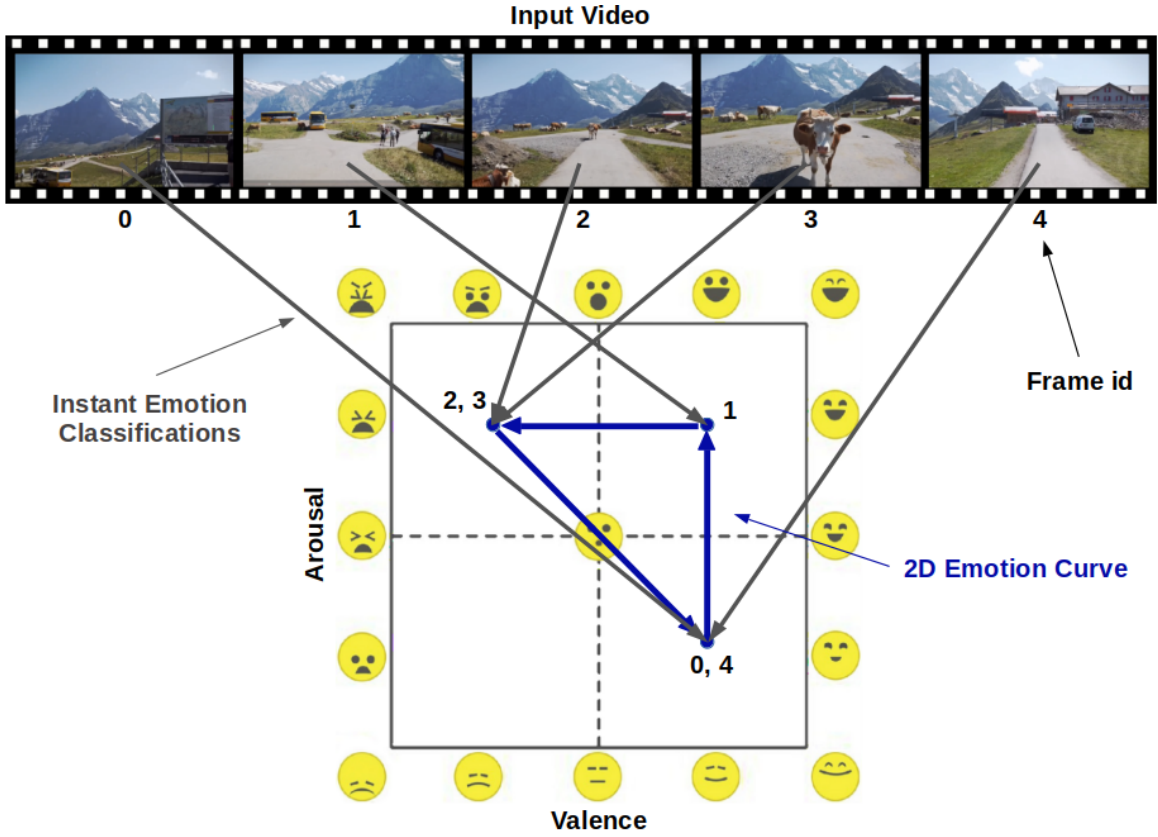 Input Video
0
1
2
3
4
Frame id
Instant Emotion
Classifications
2, 3
1
Arousal
2D Emotion Curve
0, 4
Valence